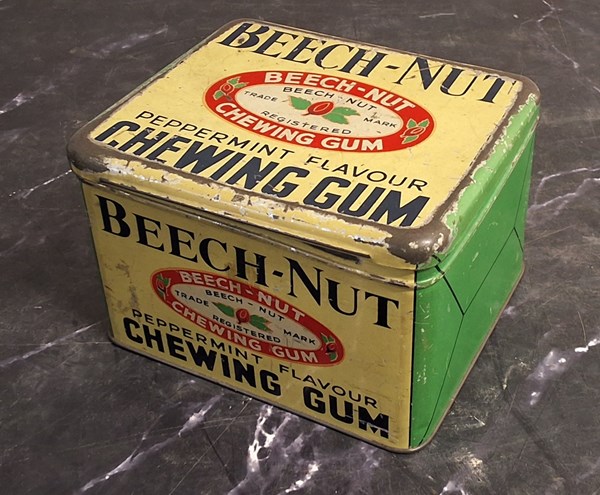 BEECH-NUT
BEECH-NUT
BEECH-NUT
TRADE MARK
REGISTERED
CHEWING GUM
PEPPERMINT FLAVOUR
CHEWING GUM
BEECH-NUT
BEECH-NUT
BEECH-NUT
TRADE MARK
REGISTERED
CHEWING GUM
PEPPERMINT FLAVOUR
CHEWING GUM